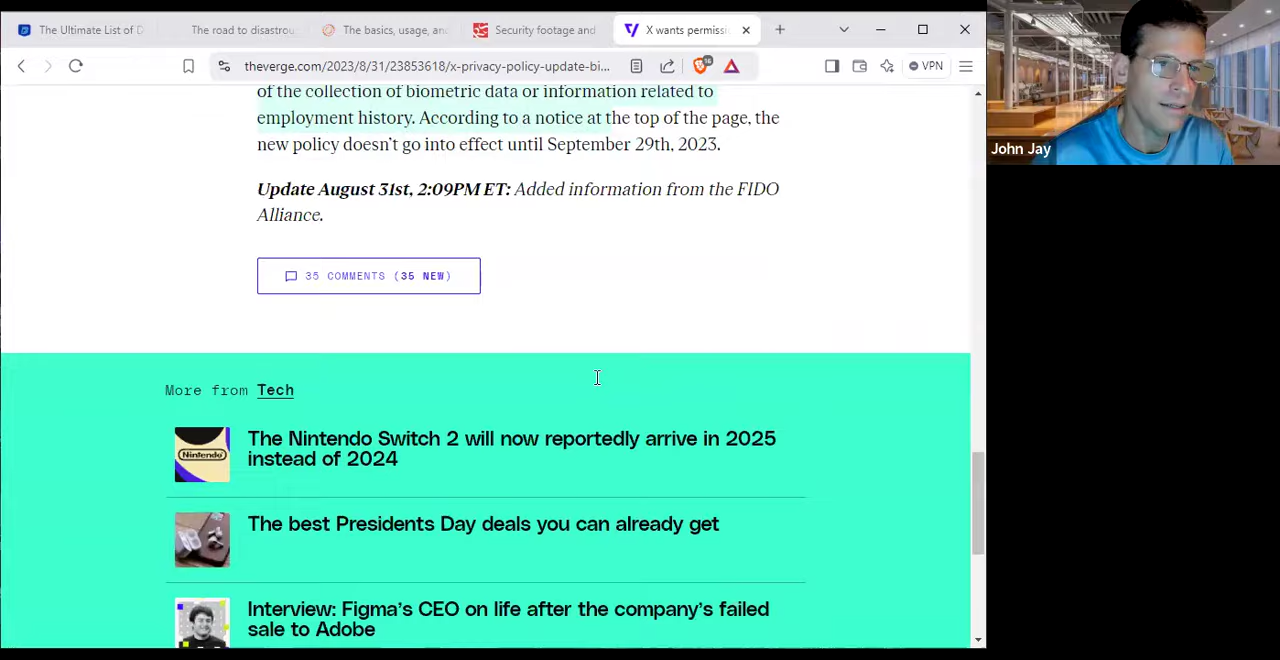 The Ultimate List of D
The road to disastrou
The basics, usage, an
Security footage and
X wants permissi
theverge.com/2023/8/31/23853618/x-privacy-policy-update-bi...
16
VPN
John Jay
of the collection of biometric data or information related to
employment history. According to a notice at the top of the page, the
new policy doesn’t go into effect until September 29th, 2023.
Update August 31st, 2:09PM ET: Added information from the FIDO
Alliance.
35 COMMENTS (35 NEW)
More from Tech
Nintendo
The Nintendo Switch 2 will now reportedly arrive in 2025
instead of 2024
The best Presidents Day deals you can already get
Interview: Figma’s CEO on life after the company’s failed
sale to Adobe